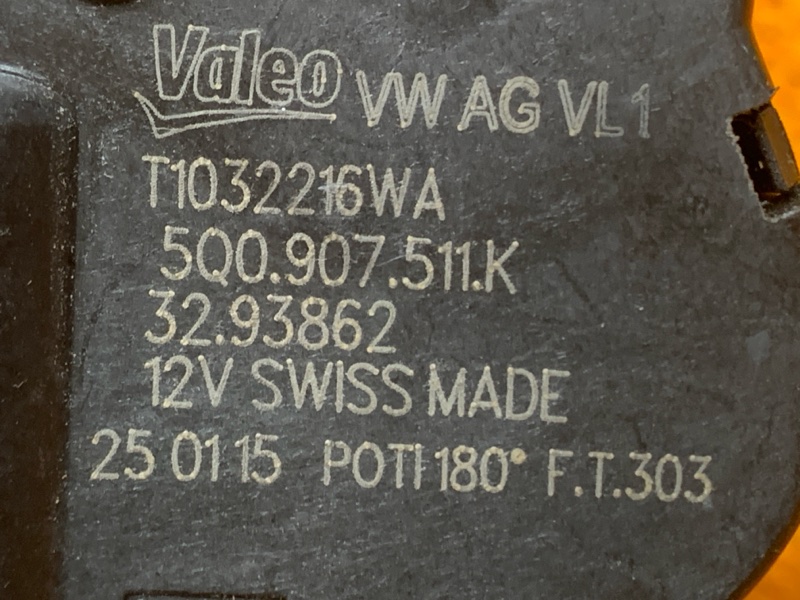 Valeo VW AG VL1
T1032216WA
5Q0.907.511.K
32.93862
12V SWISS MADE
25 01 15 POTI 180° F.T.303